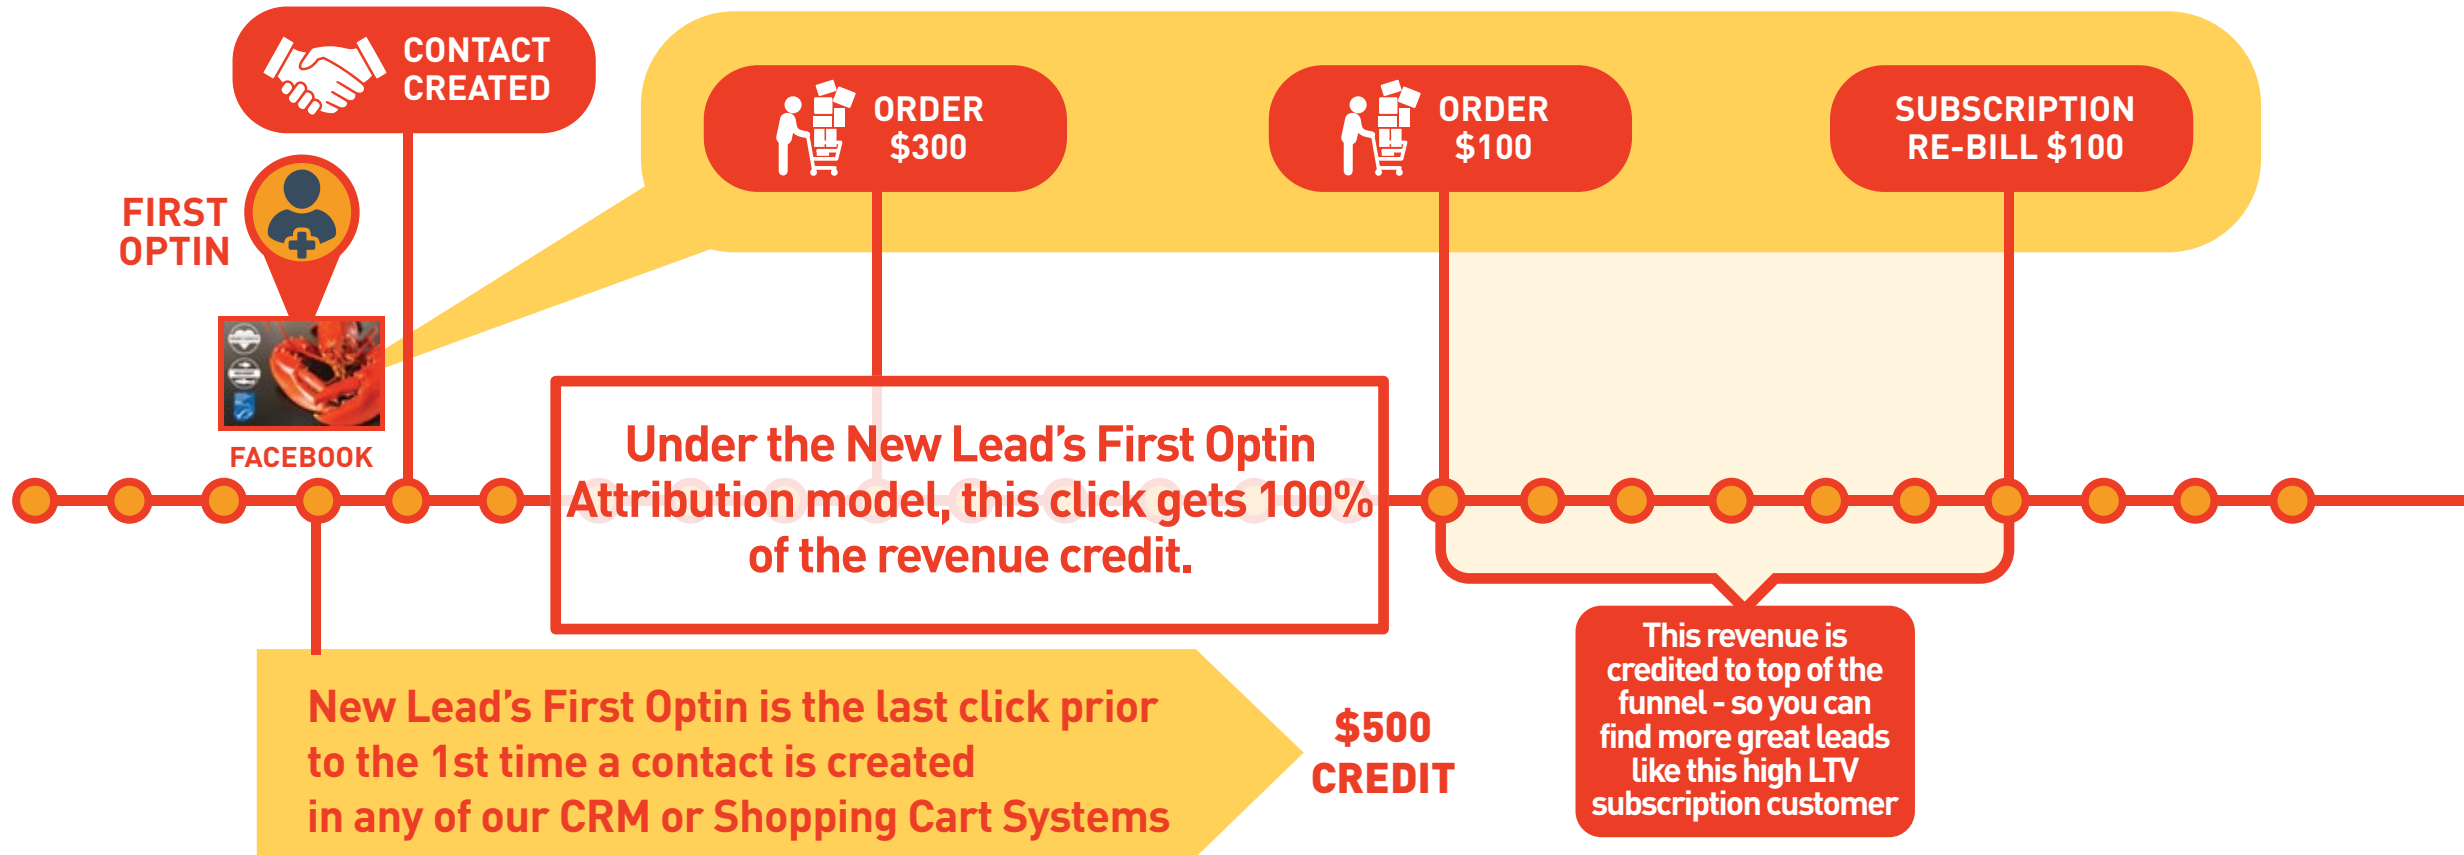 CONTACT
CREATED
ORDER
$300
ORDER
$100
SUBSCRIPTION
RE-BILL $100
FIRST
OPTIN
FACEBOOK
Under the New Lead's First Optin
Attribution model, this click gets 100%
of the revenue credit.
New Lead's First Optin is the last click prior
to the 1st time a contact is created
in any of our CRM or Shopping Cart Systems
$500
CREDIT
This revenue is
credited to top of the
funnel - so you can
find more great leads
like this high LTV
subscription customer